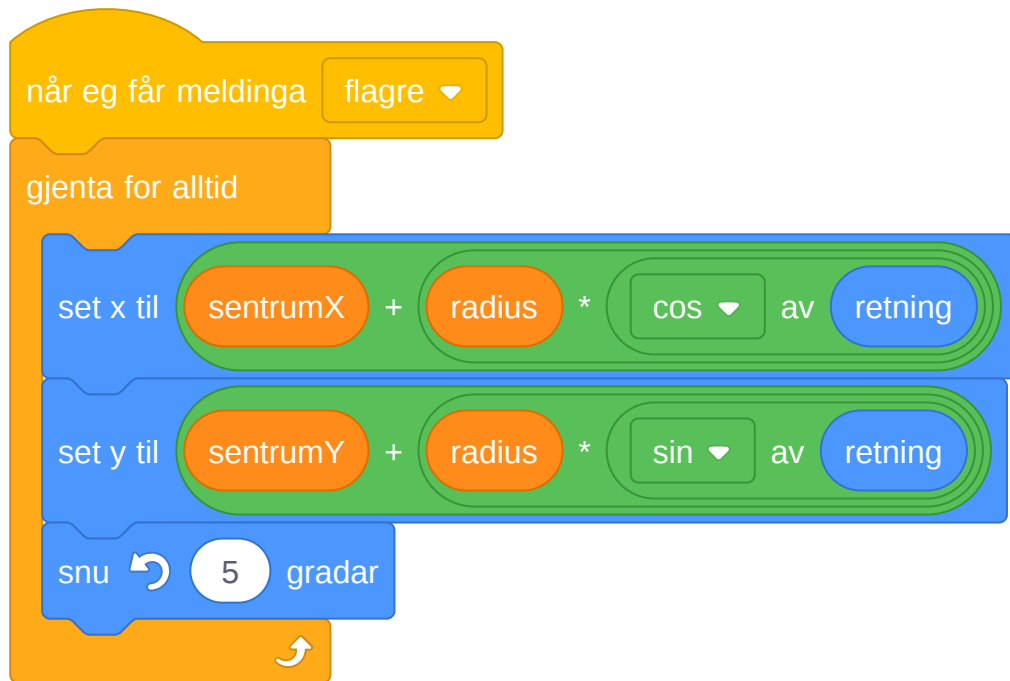 når eg får meldinga flagre
gjenta for alltid
set x til sentrumX + radius * cos av retning
set y til sentrumY + radius * sin av retning
snu 5 gradar